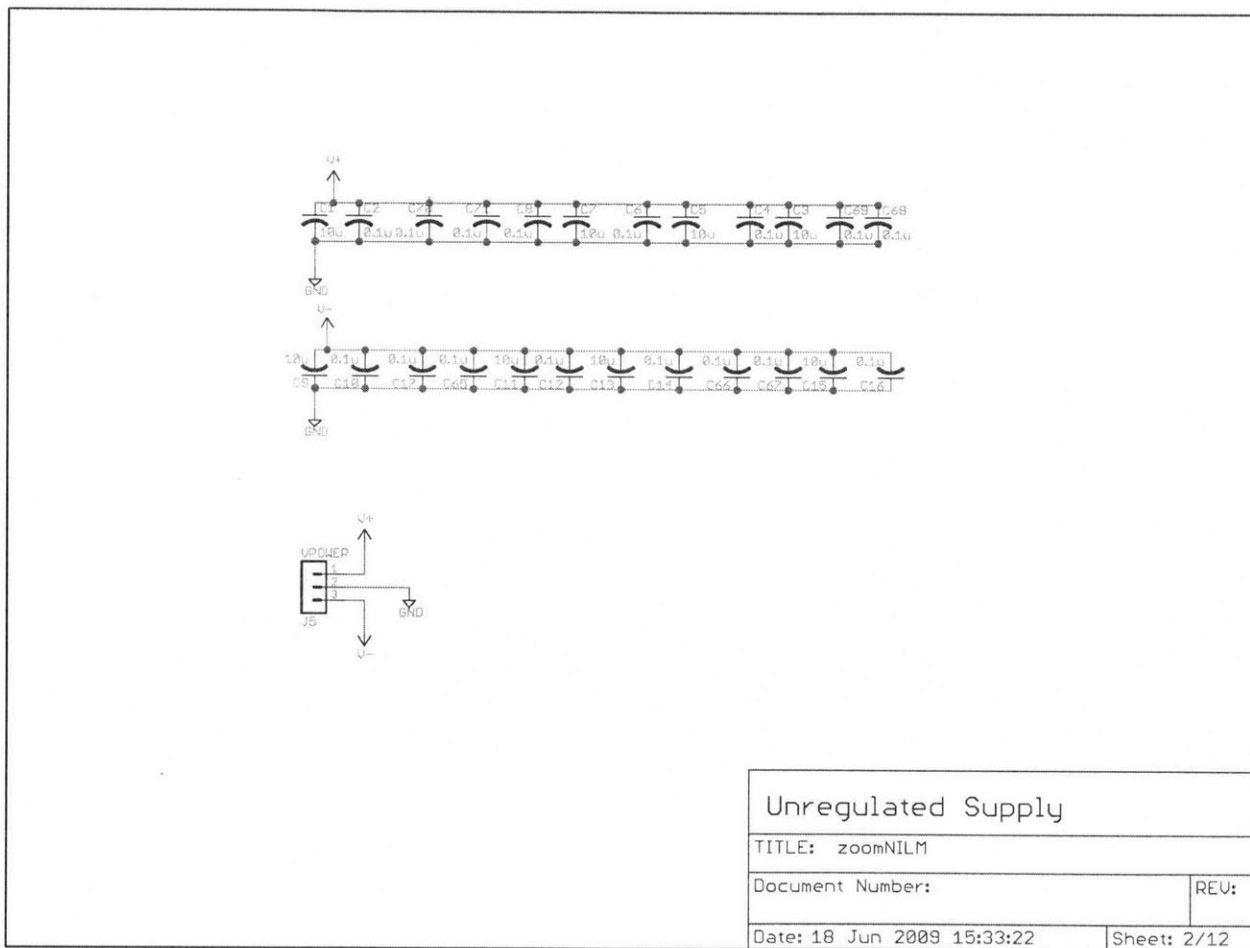 V+
C1 C2 C8 C7 C6 C5 C4 C3 C69 C68
10u 0.1u 0.1u 0.1u 0.1u 10u 0.1u 10u 0.1u 10u 0.1u 0.1u
GND
V-
10u 0.1u 0.1u 0.1u 10u 0.1u 10u 0.1u 0.1u 0.1u 10u 0.1u
C9 C10 C17 C65 C11 C12 C13 C14 C66 C67 C15 C16
GND
V+
VPOWER
1
2
3
GND
J5
V-
Unregulated Supply
TITLE: zoomNILM
Document Number:
REV:
Date: 18 Jun 2009 15:33:22
Sheet: 2/12